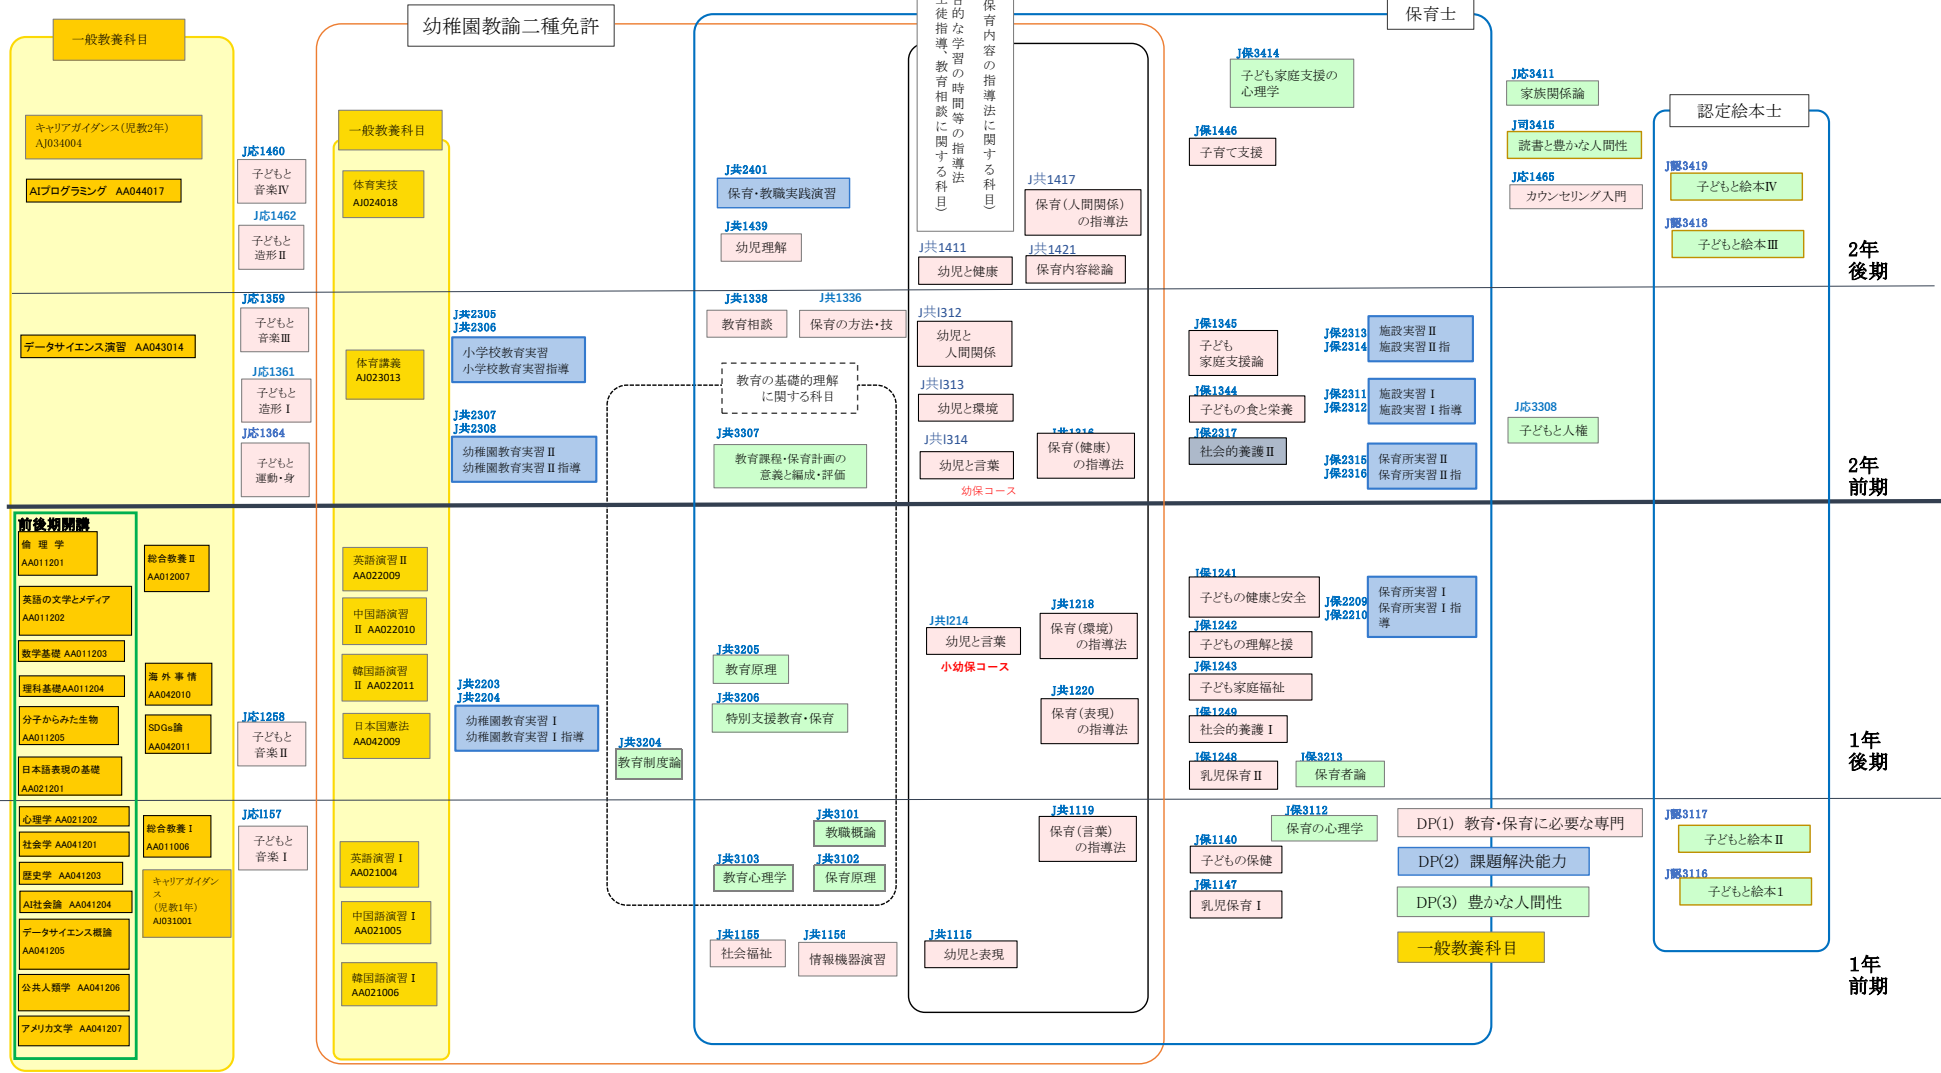 幼稚園教諭二種免許
保育士
一般教養科目
保育内容の指導法に関する科目)
合的な学習の時間等の指導法
生徒指導、教育相談に関する科目)
認定絵本士
一般教養科目
キャリアガイダンス(児教2年)
AJ034004
AIプログラミング AA044017
J応1460
子どもと
音楽Ⅳ
J応1462
子どもと
造形Ⅱ
体育実技
AJ024018
J共2401
保育・教職実践演習
J共1439
幼児理解
J共1411
幼児と健康
J共1417
保育(人間関係)
の指導法
J共1421
保育内容総論
J保3414
子ども家庭支援の
心理学
J保1446
子育て支援
J応3411
家族関係論
J司3415
読書と豊かな人間性
J応1465
カウンセリング入門
J認3419
子どもと絵本Ⅳ
J認3418
子どもと絵本Ⅲ
2年
後期
データサイエンス演習 AA043014
J応1359
子どもと
音楽Ⅲ
J応1361
子どもと
造形Ⅰ
J応1364
子どもと
運動・身
体育講義
AJ023013
J共2305
J共2306
小学校教育実習
小学校教育実習指導
J共2307
J共2308
幼稚園教育実習Ⅱ
幼稚園教育実習Ⅱ指導
J共1338
教育相談
J共1336
保育の方法・技
教育の基礎的理解
に関する科目
J共3307
教育課程・保育計画の
意義と編成・評価
J共I312
幼児と
人間関係
J共I313
幼児と環境
J共I314
幼児と言葉
幼保コース
J共1316
保育(健康)
の指導法
J保1345
子ども
家庭支援論
J保1344
子どもの食と栄養
J保2317
社会的養護Ⅱ
J保2313
J保2314
施設実習Ⅱ
施設実習Ⅱ指
J保2311
J保2312
施設実習Ⅰ
施設実習Ⅰ指導
J保2315
J保2316
保育所実習Ⅱ
保育所実習Ⅱ指
J応3308
子どもと人権
2年
前期
前後期開講
倫 理 学
AA011201
英語の文学とメディア
AA011202
数学基礎 AA011203
理科基礎AA011204
分子からみた生物
AA011205
日本語表現の基礎
AA021201
総合教養Ⅱ
AA012007
海 外 事 情
AA042010
SDGs論
AA042011
J応1258
子どもと
音楽Ⅱ
英語演習Ⅱ
AA022009
中国語演習
Ⅱ AA022010
韓国語演習
Ⅱ AA022011
日本国憲法
AA042009
J共2203
J共2204
幼稚園教育実習Ⅰ
幼稚園教育実習Ⅰ指導
J共3204
教育制度論
J共3205
教育原理
J共3206
特別支援教育・保育
J共I214
幼児と言葉
小幼保コース
J共1218
保育(環境)
の指導法
J共1220
保育(表現)
の指導法
J保1241
子どもの健康と安全
J保1242
子どもの理解と援
J保1243
子ども家庭福祉
J保1249
社会的養護Ⅰ
J保1248
乳児保育Ⅱ
J保3213
保育者論
J保2209
J保2210
保育所実習Ⅰ
保育所実習Ⅰ指
導
1年
後期
心理学 AA021202
社会学 AA041201
歴史学 AA041203
AI社会論 AA041204
データサイエンス概論
AA041205
公共人類学 AA041206
アメリカ文学 AA041207
総合教養Ⅰ
AA011006
キャリアガイダン
ス
(児教1年)
AJ031001
J応I157
子どもと
音楽Ⅰ
英語演習Ⅰ
AA021004
中国語演習Ⅰ
AA021005
韓国語演習Ⅰ
AA021006
J共3101
教職概論
J共3103
教育心理学
J共3102
保育原理
J共1155
社会福祉
J共1156
情報機器演習
J共1115
幼児と表現
J共1119
保育(言葉)
の指導法
J保3112
保育の心理学
J保1140
子どもの保健
J保1147
乳児保育Ⅰ
DP(1) 教育・保育に必要な専門
DP(2) 課題解決能力
DP(3) 豊かな人間性
一般教養科目
J認3117
子どもと絵本Ⅱ
J認3116
子どもと絵本1
1年
前期